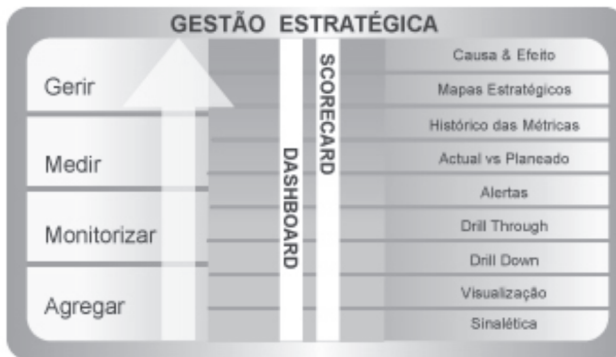 GESTÃO ESTRATÉGICA
Gerir
Medir
Monitorizar
Agregar
DASHBOARD
SCORECARD
Causa & Efeito
Mapas Estratégicos
Histórico das Métricas
Actual vs Planeado
Alertas
Drill Through
Drill Down
Visualização
Sinalética